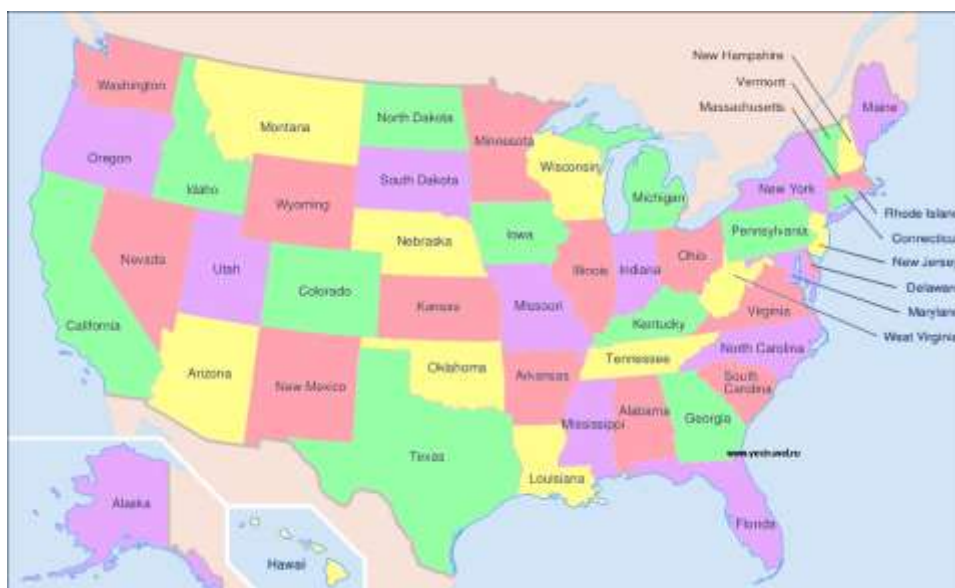 New Hampshire
Vermont
Massachusetts
Washington
Maine
North Dakota
Montana
Minnesota
Oregon
Wisconsin
South Dakota
Idaho
New York
Michigan
Wyoming
Rhode Island
Pennsylvania
Iowa
Nebraska
Connecticu
Ohio
Nevada
New Jersey
Utah
Illinois
Indiana
Colorado
Delaware
Missouri
Kansas
Virginia
Marylan
California
Kentucky
West Virginia
North Carolina
Tennessee
Oklahoma
Arizona
Arkansas
South
Carolina
New Mexico
Alabama
Georgia
Mississippi
Texas
Louisiana
Alaska
Florida
Hawaii